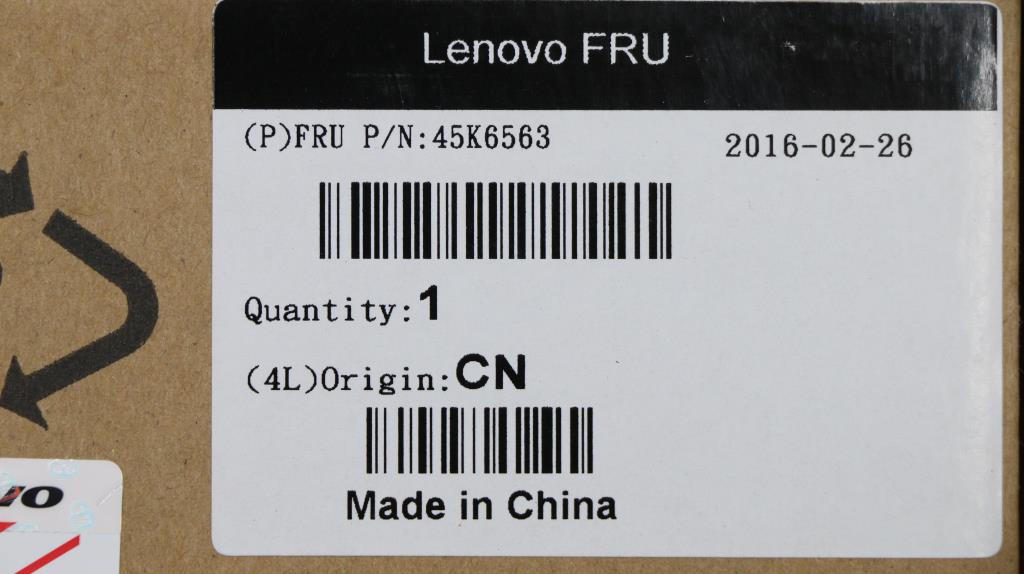 Lenovo FRU
(P)FRU P/N:45K6563
2016-02-26
Quantity:1
(4L)Origin:CN
Made in China